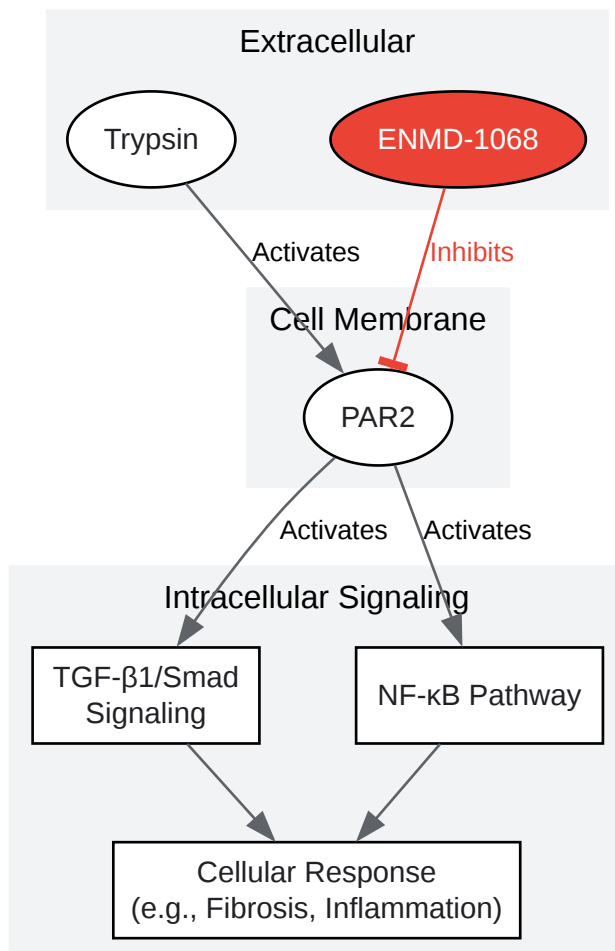 Extracellular
Trypsin
ENMD-1068
Activates
Inhibits
Cell Membrane
PAR2
Activates
Activates
Intracellular Signaling
TGF-β1/Smad
Signaling
NF-κB Pathway
Cellular Response
(e.g., Fibrosis, Inflammation)